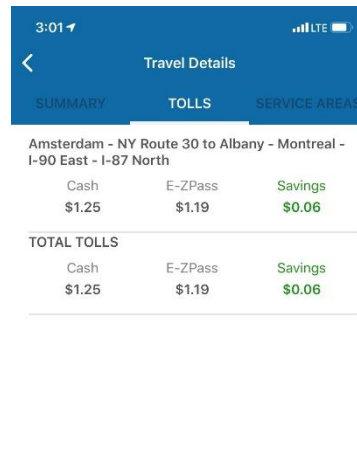 3:01 LTE
Travel Details
SUMMARY TOLLS SERVICE AREAS
Amsterdam - NY Route 30 to Albany - Montreal -
I-90 East - I-87 North
Cash E-ZPass Savings
$1.25 $1.19 $0.06
TOTAL TOLLS
Cash E-ZPass Savings
$1.25 $1.19 $0.06